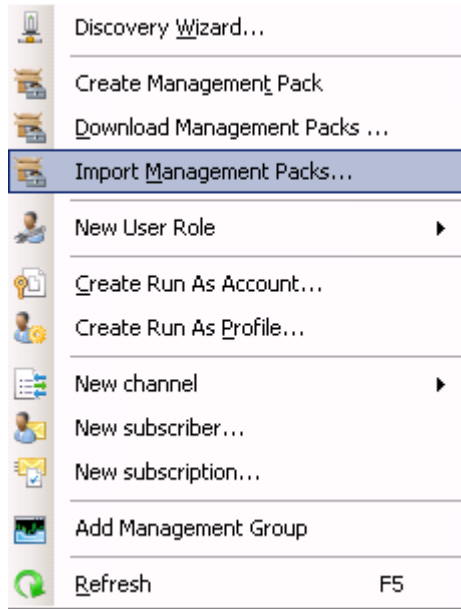 Discovery Wizard...
Create Management Pack
Download Management Packs ...
Import Management Packs...
New User Role
Create Run As Account...
Create Run As Profile...
New channel
New subscriber...
New subscription...
Add Management Group
Refresh F5